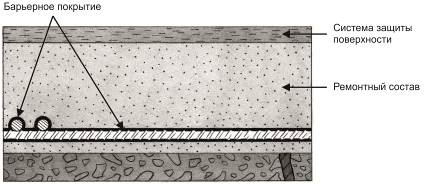 Барьерное покрытие
Система защиты
поверхности
Ремонтный состав